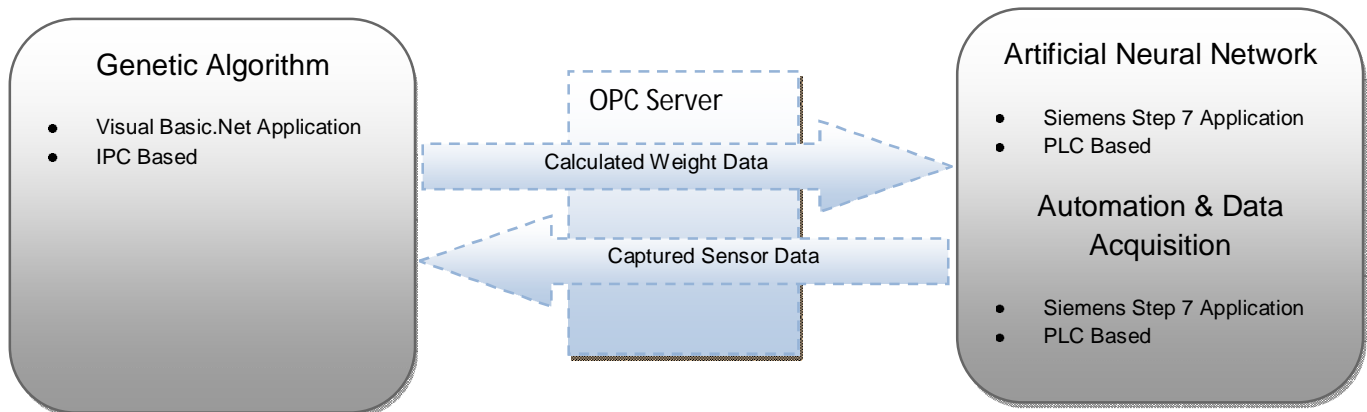 Genetic Algorithm
● Visual Basic.Net Application
● IPC Based
OPC Server
Calculated Weight Data
Captured Sensor Data
Artificial Neural Network
● Siemens Step 7 Application
● PLC Based
Automation & Data
Acquisition
● Siemens Step 7 Application
● PLC Based